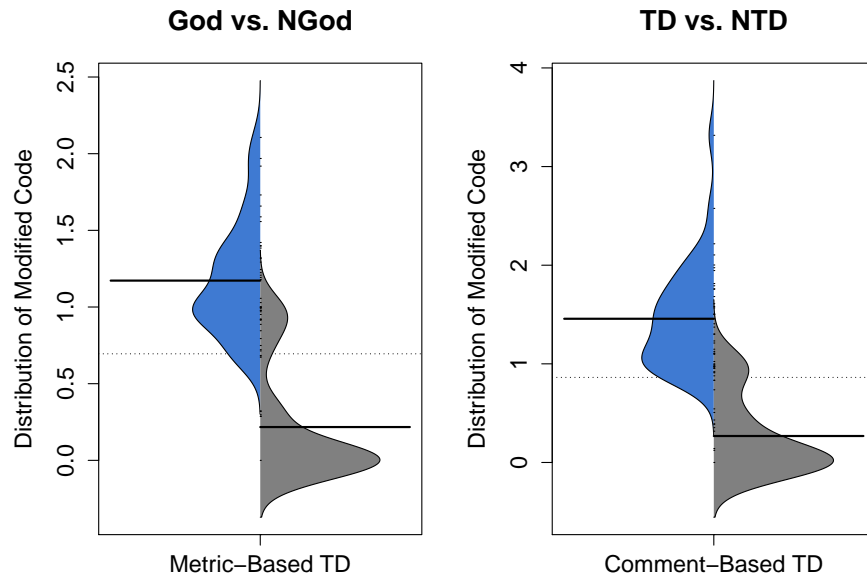 God vs. NGod
Distribution of Modified Code
2.5
2.0
1.5
1.0
0.5
0.0
Metric−Based TD
TD vs. NTD
Distribution of Modified Code
4
3
2
1
0
Comment−Based TD